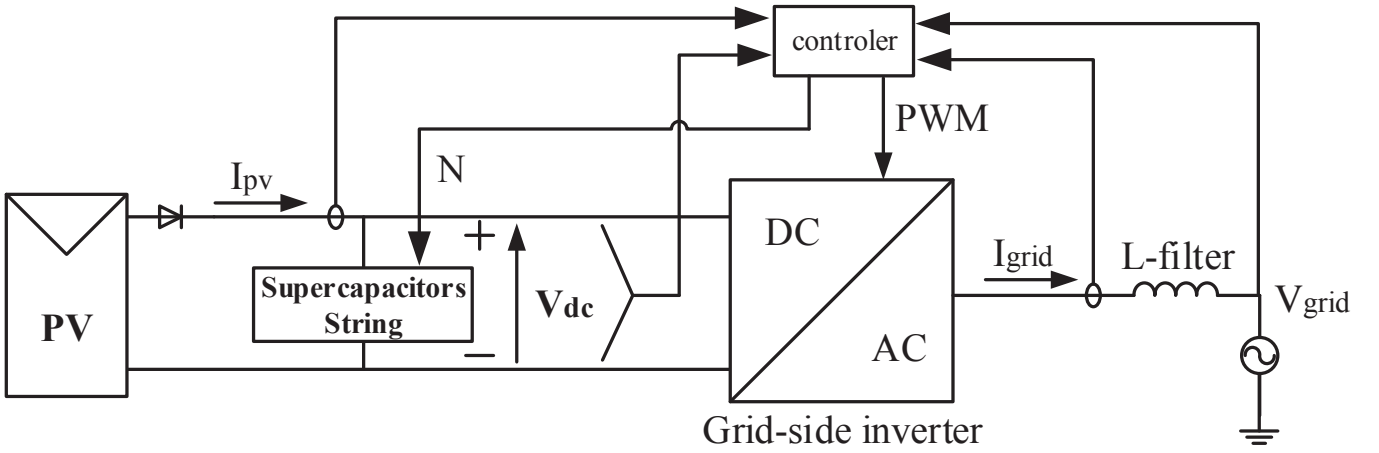 controler
PWM
N
Ipv
DC
Igrid
L-filter
+
Supercapacitors
String
Vdc
Vgrid
PV
AC
−
Grid-side inverter